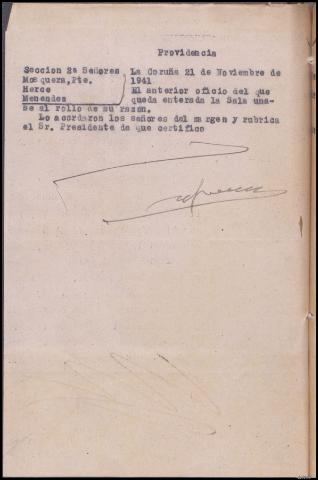 Providencia
Seccion 2ª Señores
Mosquera,Pte.
Herce
Menendez
La Coruña 21 de Noviembre de
1941
El anterior oficio del que
queda enterada la Sala una-
se al rollo de su razón.
Lo acordaron los señores del margen y rubrica
el Sr. Presidente de que certifico